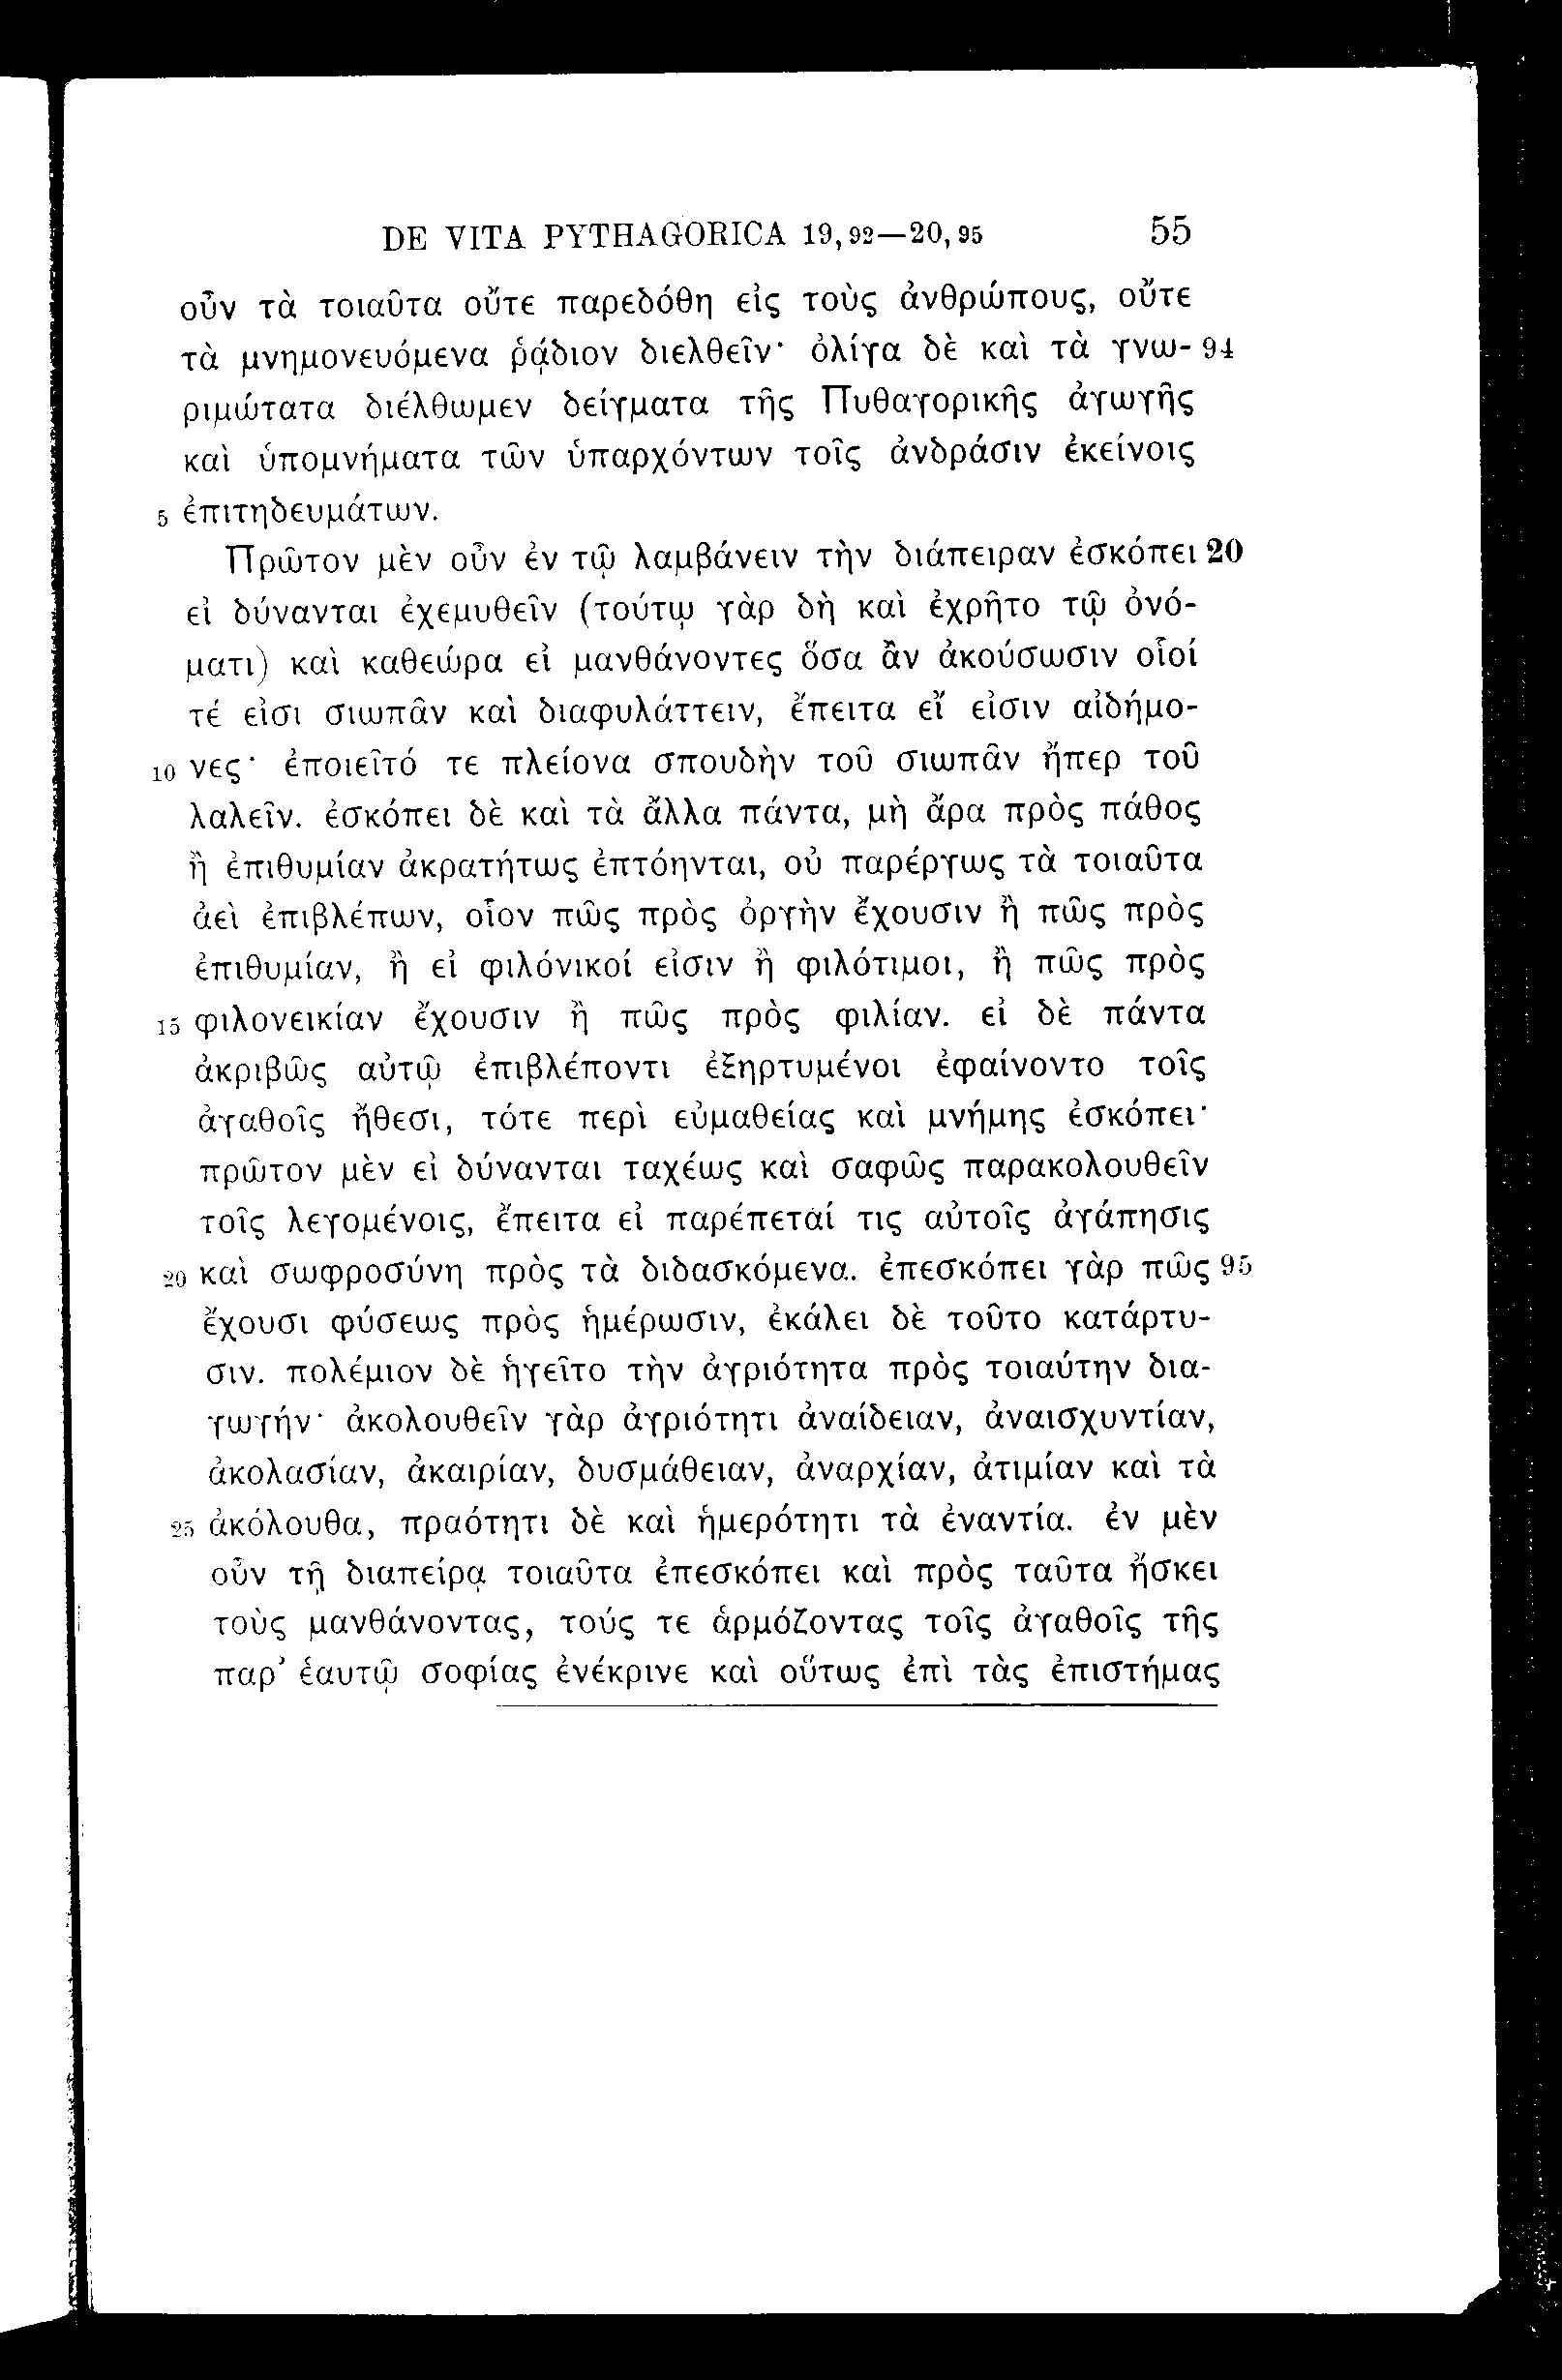 DE VITA PYTHAGORICA 19, 92—20, 95 55
οὖν τὰ τοιαῦτα οὔτε παρεδόθη εἰς τοὺς ἀνθρώπους, οὔτε
τὰ μνημονευόμενα ῥᾴδιον διελθεῖν· ὀλίγα δὲ καὶ τὰ γνω- 94
ριμώτατα διέλθωμεν δείγματα τῆς Πυθαγορικῆς ἀγωγῆς
καὶ ὑπομνήματα τῶν ὑπαρχόντων τοῖς ἀνδράσιν ἐκείνοις
5 ἐπιτηδευμάτων.
Πρῶτον μὲν οὖν ἐν τῷ λαμβάνειν τὴν διάπειραν ἐσκόπει 20
εἰ δύνανται ἐχεμυθεῖν (τούτῳ γὰρ δὴ καὶ ἐχρῆτο τῷ ὀνό-
ματι) καὶ καθεώρα εἰ μανθάνοντες ὅσα ἂν ἀκούσωσιν οἷοί
τέ εἰσι σιωπᾶν καὶ διαφυλάττειν, ἔπειτα εἴ εἰσιν αἰδήμο-
10 νες· ἐποιεῖτό τε πλείονα σπουδὴν τοῦ σιωπᾶν ἤπερ τοῦ
λαλεῖν. ἐσκόπει δὲ καὶ τὰ ἄλλα πάντα, μὴ ἄρα πρὸς πάθος
ἢ ἐπιθυμίαν ἀκρατήτως ἐπτόηνται, οὐ παρέργως τὰ τοιαῦτα
ἀεὶ ἐπιβλέπων, οἷον πῶς πρὸς ὀργὴν ἔχουσιν ἢ πῶς πρὸς
ἐπιθυμίαν, ἢ εἰ φιλόνικοί εἰσιν ἢ φιλότιμοι, ἢ πῶς πρὸς
15 φιλονεικίαν ἔχουσιν ἢ πῶς πρὸς φιλίαν. εἰ δὲ πάντα
ἀκριβῶς αὐτῷ ἐπιβλέποντι ἐξηρτυμένοι ἐφαίνοντο τοῖς
ἀγαθοῖς ἤθεσι, τότε περὶ εὐμαθείας καὶ μνήμης ἐσκόπει·
πρῶτον μὲν εἰ δύνανται ταχέως καὶ σαφῶς παρακολουθεῖν
τοῖς λεγομένοις, ἔπειτα εἰ παρέπεταί τις αὐτοῖς ἀγάπησις
20 καὶ σωφροσύνη πρὸς τὰ διδασκόμενα. ἐπεσκόπει γὰρ πῶς 95
ἔχουσι φύσεως πρὸς ἡμέρωσιν, ἐκάλει δὲ τοῦτο κατάρτυ-
σιν. πολέμιον δὲ ἡγεῖτο τὴν ἀγριότητα πρὸς τοιαύτην δια-
γωγήν· ἀκολουθεῖν γὰρ ἀγριότητι ἀναίδειαν, ἀναισχυντίαν,
ἀκολασίαν, ἀκαιρίαν, δυσμάθειαν, ἀναρχίαν, ἀτιμίαν καὶ τὰ
25 ἀκόλουθα, πραότητι δὲ καὶ ἡμερότητι τὰ ἐναντία. ἐν μὲν
οὖν τῇ διαπείρᾳ τοιαῦτα ἐπεσκόπει καὶ πρὸς ταῦτα ἤσκει
τοὺς μανθάνοντας, τούς τε ἁρμόζοντας τοῖς ἀγαθοῖς τῆς
παρ’ ἑαυτῷ σοφίας ἐνέκρινε καὶ οὕτως ἐπὶ τὰς ἐπιστήμας